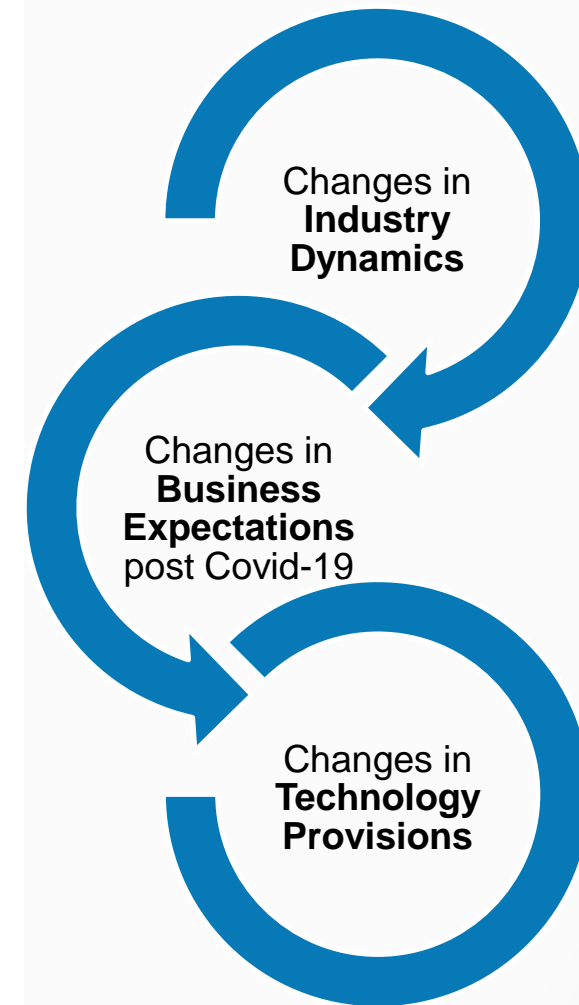 Changes in
Industry
Dynamics
Changes in
Business
Expectations
post Covid-19
Changes in
Technology
Provisions